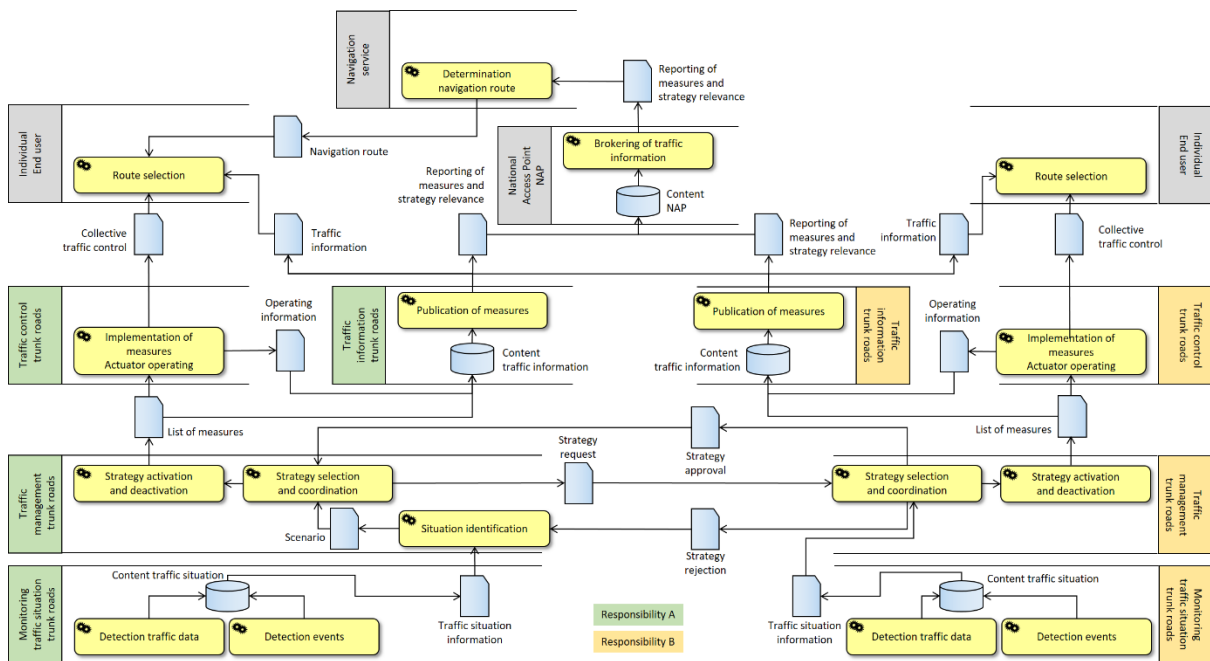 Navigation
service
Determination
navigation route
Reporting of
measures and
strategy relevance
Individual
End user
Navigation route
Route selection
Reporting of
measures and
strategy relevance
National
Access Point
NAP
Brokering of traffic
information
Content
NAP
Route selection
Individual
End user
Collective
traffic control
Traffic
information
Reporting of
measures and
strategy relevance
Traffic
information
Collective
traffic control
Traffic control
trunk roads
Implementation of
measures
Actuator operating
Operating
information
Traffic
information
trunk roads
Publication of measures
Content
traffic information
Publication of measures
Content
traffic information
Traffic
information
trunk roads
Operating
information
Implementation of
measures
Actuator operating
Traffic control
trunk roads
List of measures
List of measures
Traffic
management
trunk roads
Strategy activation
and deactivation
Strategy selection
and coordination
Strategy
request
Strategy
approval
Strategy selection
and coordination
Strategy activation
and deactivation
Traffic
management
trunk roads
Scenario
Situation identification
Strategy
rejection
Monitoring
traffic situation
trunk roads
Content traffic situation
Detection traffic data
Detection events
Traffic situation
information
Responsibility A
Responsibility B
Traffic situation
information
Content traffic situation
Detection traffic data
Detection events
Monitoring
traffic situation
trunk roads